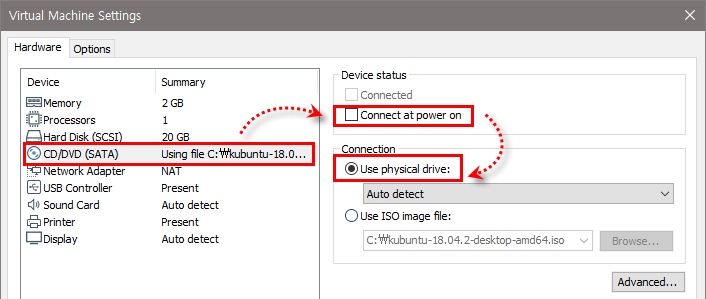 Virtual Machine Settings
Hardware Options
Device Summary
Memory 2 GB
Processors 1
Hard Disk (SCSI) 20 GB
CD/DVD (SATA) Using file C:₩kubuntu-18.0...
Network Adapter NAT
USB Controller Present
Sound Card Auto detect
Printer Present
Display Auto detect
Device status
Connected
Connect at power on
Connection
Use physical drive:
Auto detect
Use ISO image file:
C:₩kubuntu-18.04.2-desktop-amd64.iso Browse...
Advanced...